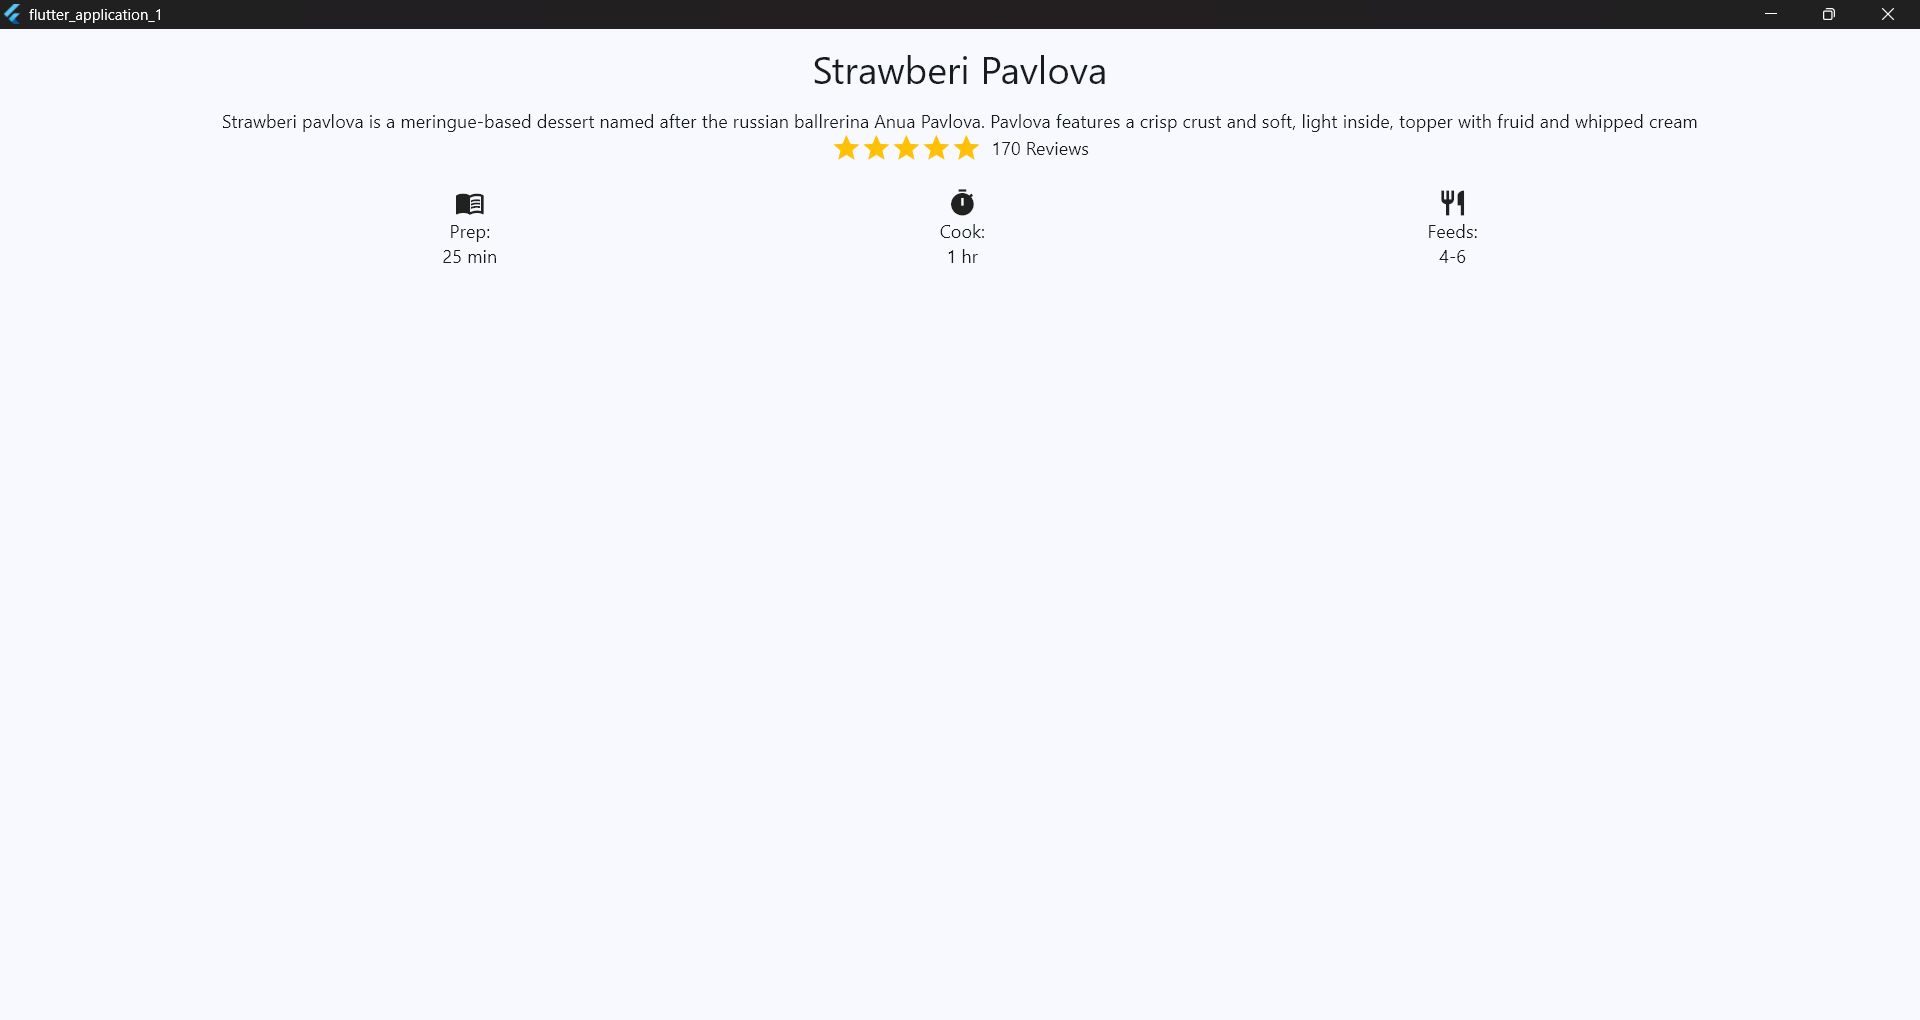 flutter_application_1
Strawberi Pavlova
Strawberi pavlova is a meringue-based dessert named after the russian ballrerina Anua Pavlova. Pavlova features a crisp crust and soft, light inside, topper with fruid and whipped cream
170 Reviews
Prep:
25 min
Cook:
1 hr
Feeds:
4-6